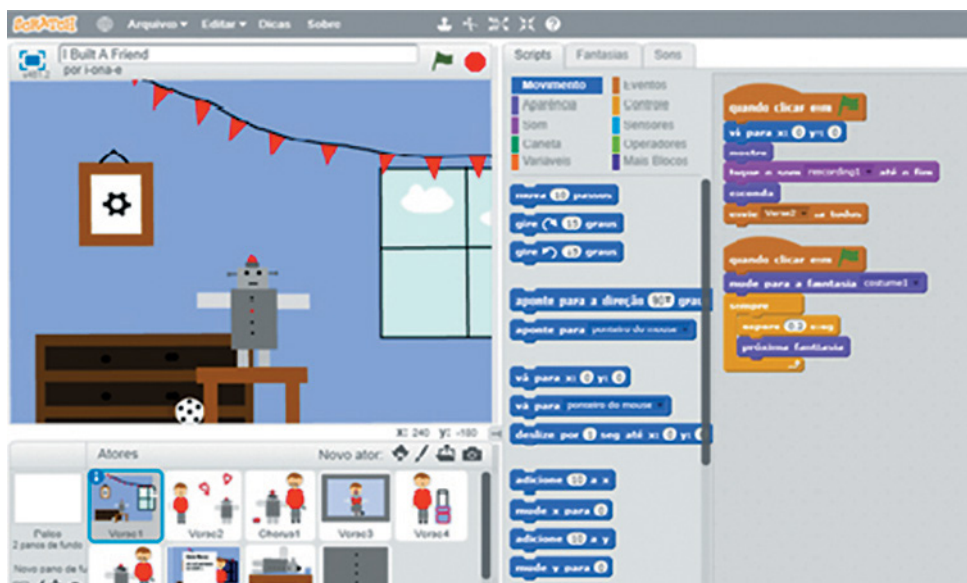 SCRATCH Arquivo Editar Dicas Sobre
I Built A Friend
por i-ona-e
v461.2
Scripts Fantasias Sons
Movimento Eventos
Aparência Controle
Som Sensores
Caneta Operadores
Variáveis Mais Blocos
mova 10 passos
gire 15 graus
gire 15 graus
aponte para a direção 90 grau
aponte para ponteiro do mouse
vá para x: 0 y: 0
vá para ponteiro do mouse
deslize por 1 seg até x: 0 y: 0
adicione 10 a x
mude x para 0
adicione 10 a y
mude y para 0
quando clicar em
vá para x: 0 y: 0
mostre
toque o som recording1 até o fim
esconda
envie Verse2 a todos
quando clicar em
mude para a fantasia costume1
sempre
espere 0.3 seg
próxima fantasia
x: 240 y: -180
Atores Novo ator:
Palco
2 panos de fundo
Novo pano de fu
Verse1 Verse2 Chorus1 Verse3 Verse4